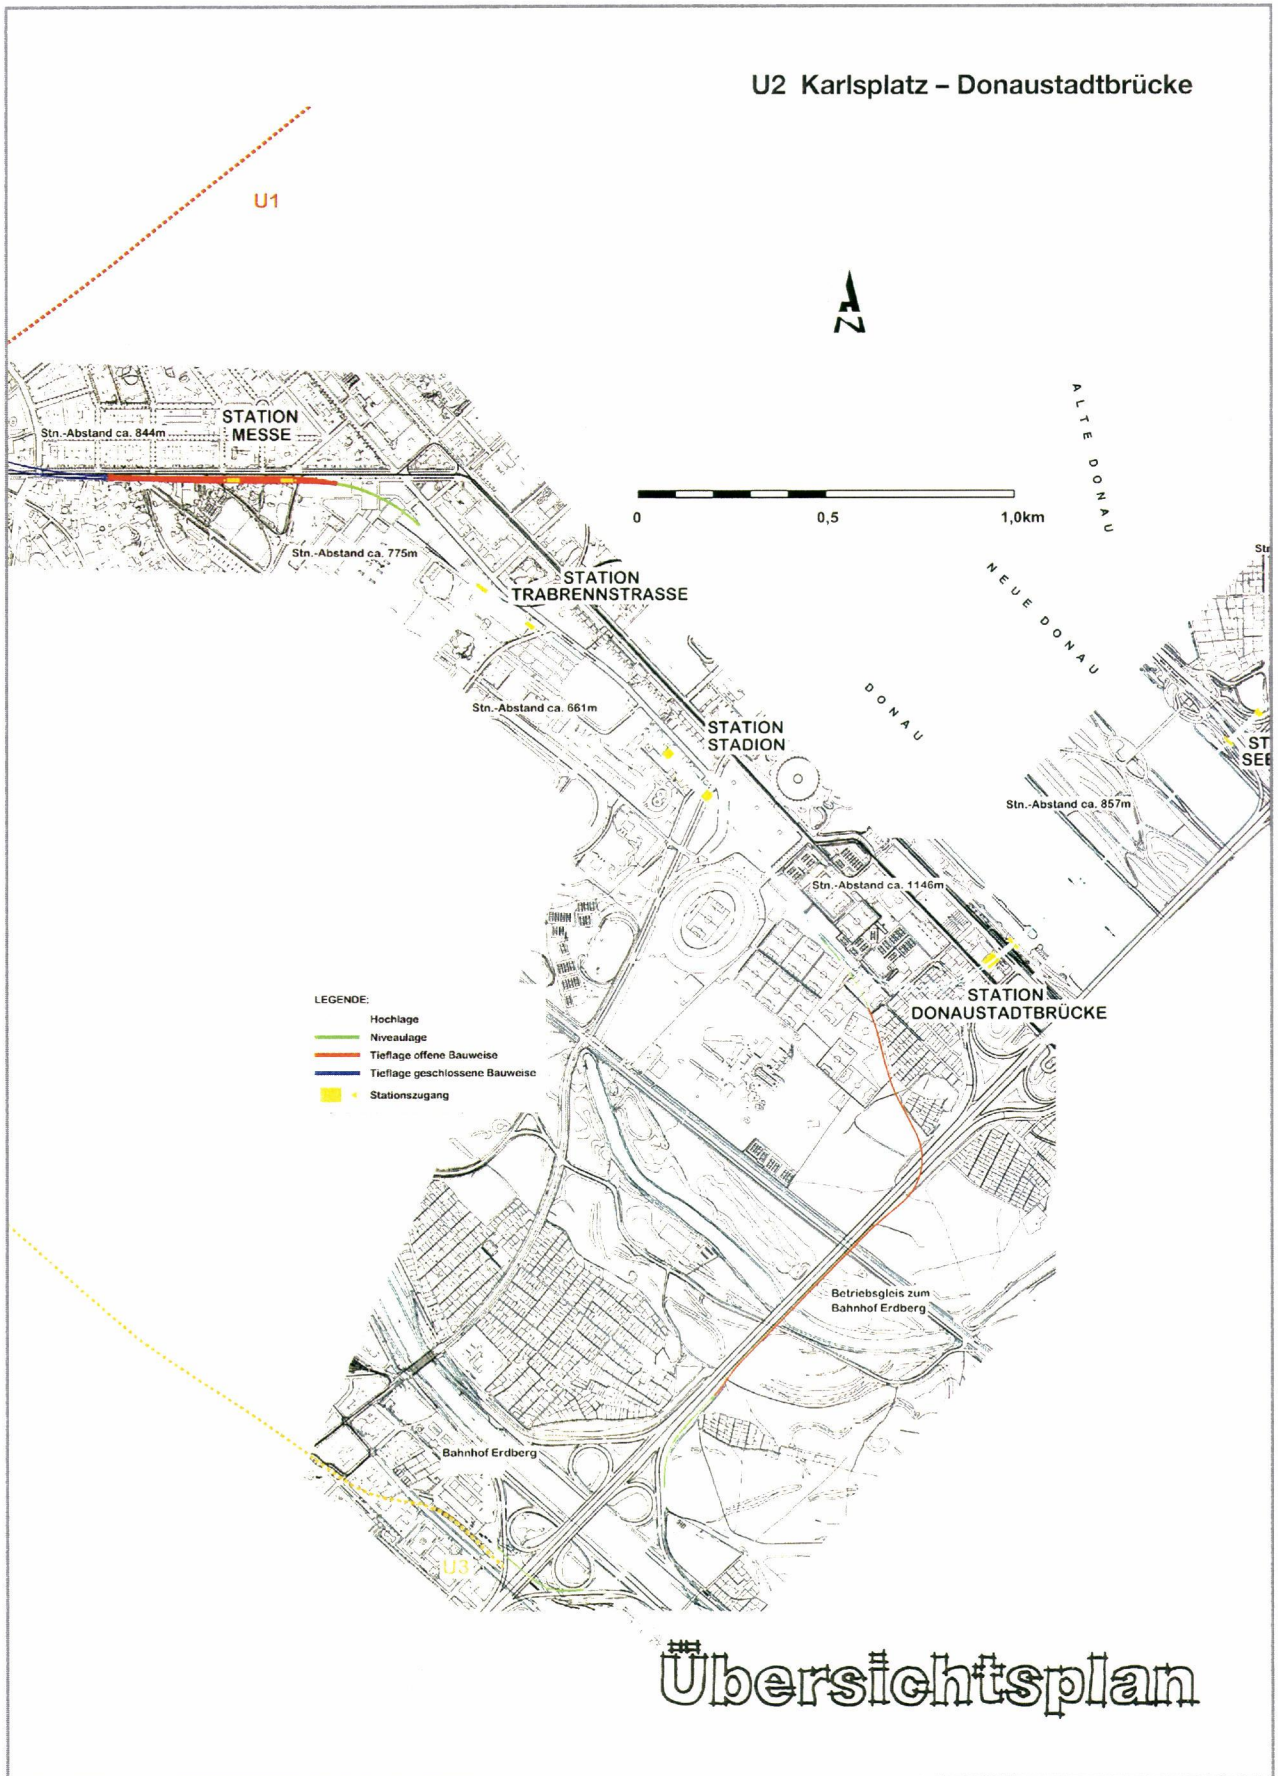 U2 Karlsplatz – Donaustadtbrücke
U1
N
ALTE DONAU
STATION
MESSE
Stn.-Abstand ca. 844m
0
0,5
1,0km
Stn.-Abstand ca. 775m
NEUE DONAU
STATION
TRABRENNSTRASSE
DONAU
Stn.-Abstand ca. 661m
STATION
STADION
Stn.-Abstand ca. 857m
Stn.-Abstand ca. 1146m
STATION
DONAUSTADTBRÜCKE
LEGENDE:
Hochlage
Niveaulage
Tieflage offene Bauweise
Tieflage geschlossene Bauweise
Stationszugang
Betriebsgleis zum
Bahnhof Erdberg
Bahnhof Erdberg
U3
Übersichtsplan